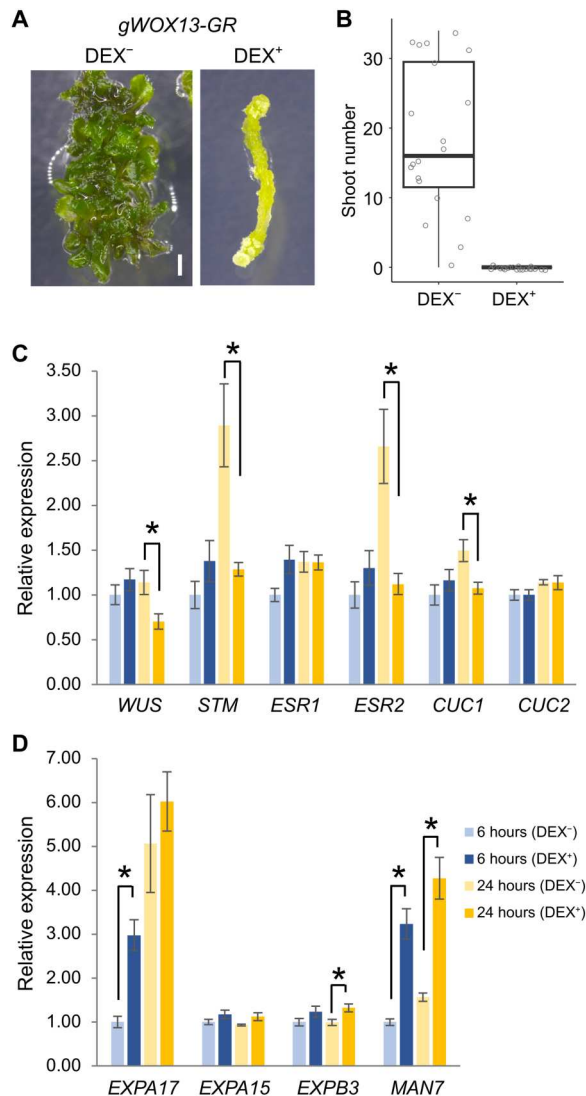 A
gWOX13-GR
DEX⁻ DEX⁺
B
Shoot number
30
20
10
0
DEX⁻ DEX⁺
C
Relative expression
3.50
3.00
2.50
2.00
1.50
1.00
0.50
0.00
* * * *
WUS STM ESR1 ESR2 CUC1 CUC2
D
Relative expression
7.00
6.00
5.00
4.00
3.00
2.00
1.00
0.00
* * * *
EXPA17 EXPA15 EXPB3 MAN7
6 hours (DEX⁻)
6 hours (DEX⁺)
24 hours (DEX⁻)
24 hours (DEX⁺)